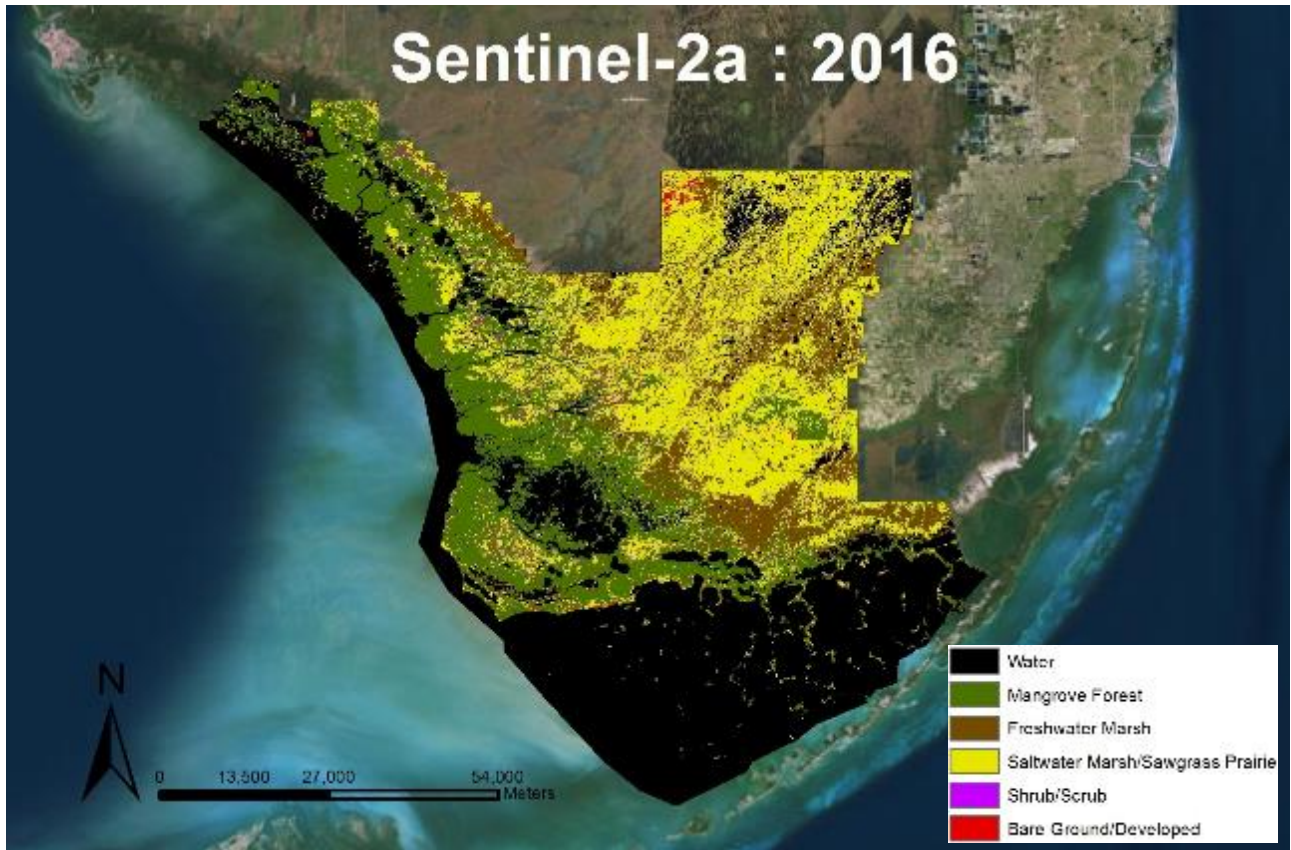 Sentinel-2a : 2016
N
0 13,500 27,000 54,000
Meters
Water
Mangrove Forest
Freshwater Marsh
Saltwater Marsh/Sawgrass Prairie
Shrub/Scrub
Bare Ground/Developed